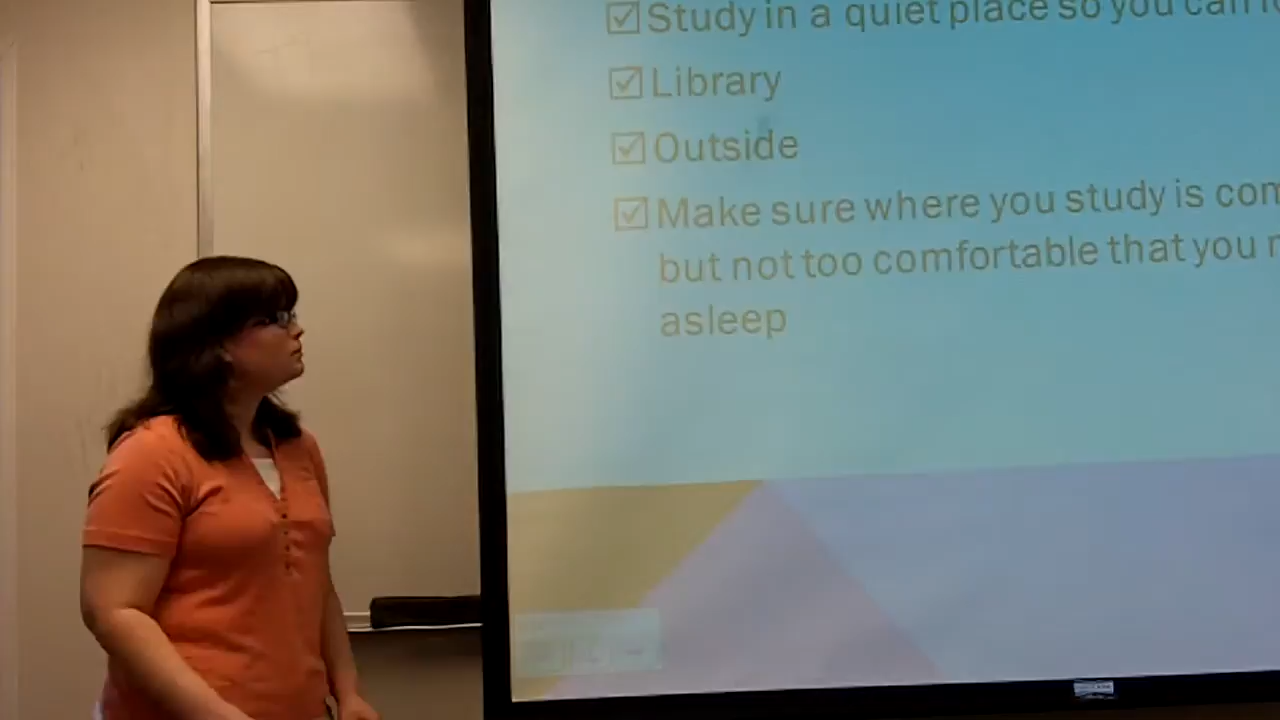 Study in a quiet place so you can
Library
Outside
Make sure where you study is
but not too comfortable that you
asleep